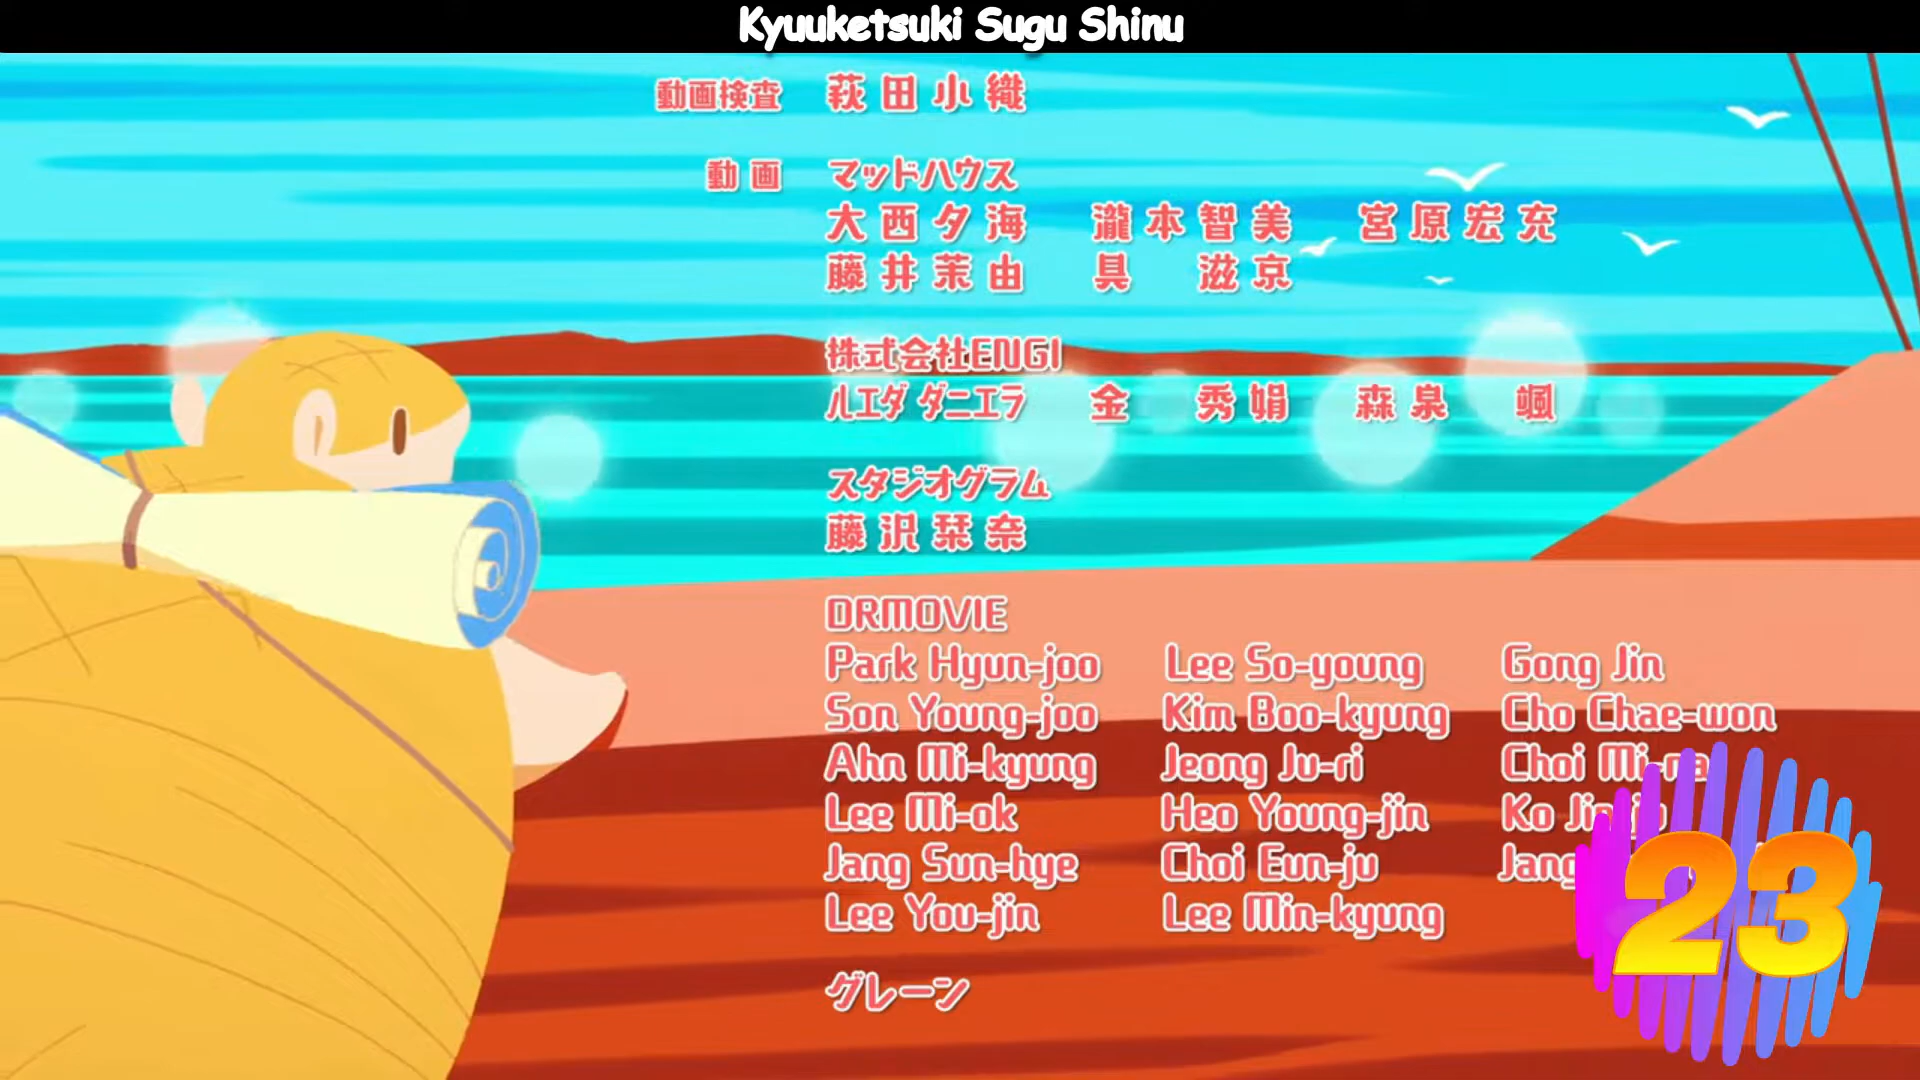 Kyuuketsuki Sugu Shinu
動画検査 萩田小織
動画 マッドハウス
大西夕海 瀧本智美 宮原宏充
藤井茉由 具 滋京
株式会社ENGI
ルエダ ダニエラ 金 秀娟 森泉 颯
スタジオグラム
藤沢栞奈
DRMOVIE
Park Hyun-joo Lee So-young Gong Jin
Son Young-joo Kim Boo-kyung Cho Chae-won
Ahn Mi-kyung Jeong Ju-ri Choi Mi-na
Lee Mi-ok Heo Young-jin Ko
Jang Sun-hye Choi Eun-ju Jang
Lee You-jin Lee Min-kyung
グレーン
23